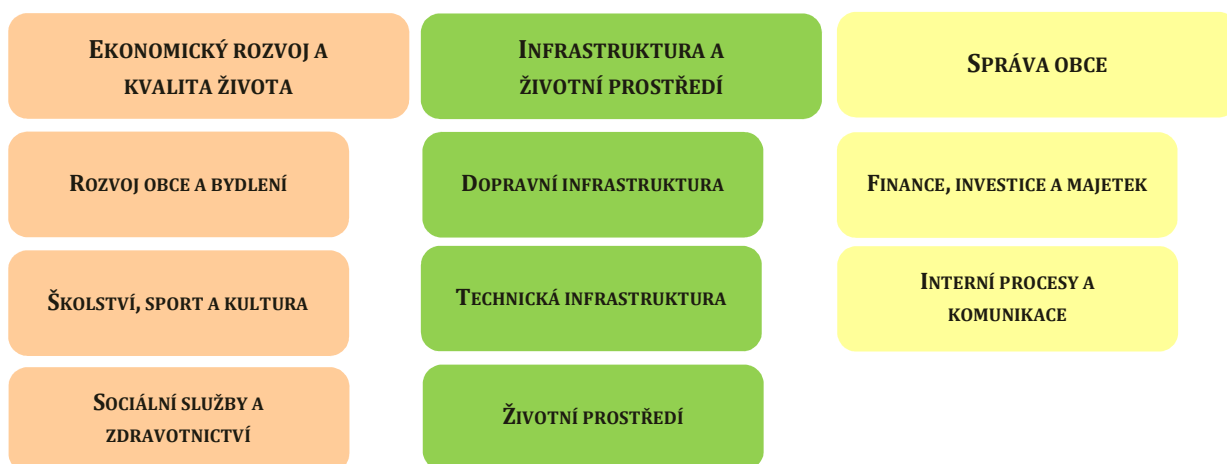 EKONOMICKÝ ROZVOJ A
KVALITA ŽIVOTA
ROZVOJ OBCE A BYDLENÍ
ŠKOLSTVÍ, SPORT A KULTURA
SOCIÁLNÍ SLUŽBY A
ZDRAVOTNICTVÍ
INFRASTRUKTURA A
ŽIVOTNÍ PROSTŘEDÍ
DOPRAVNÍ INFRASTRUKTURA
TECHNICKÁ INFRASTRUKTURA
ŽIVOTNÍ PROSTŘEDÍ
SPRÁVA OBCE
FINANCE, INVESTICE A MAJETEK
INTERNÍ PROCESY A
KOMUNIKACE